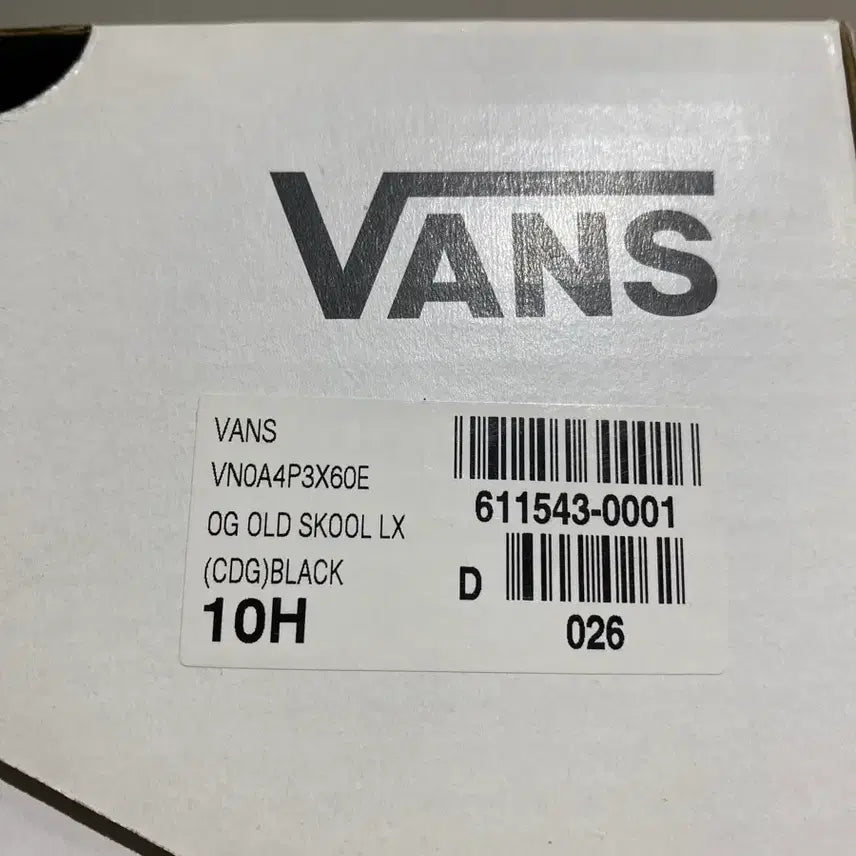 VANS
VANS
VN0A4P3X60E
OG OLD SKOOL LX
(CDG)BLACK
10H
611543-0001
D
026